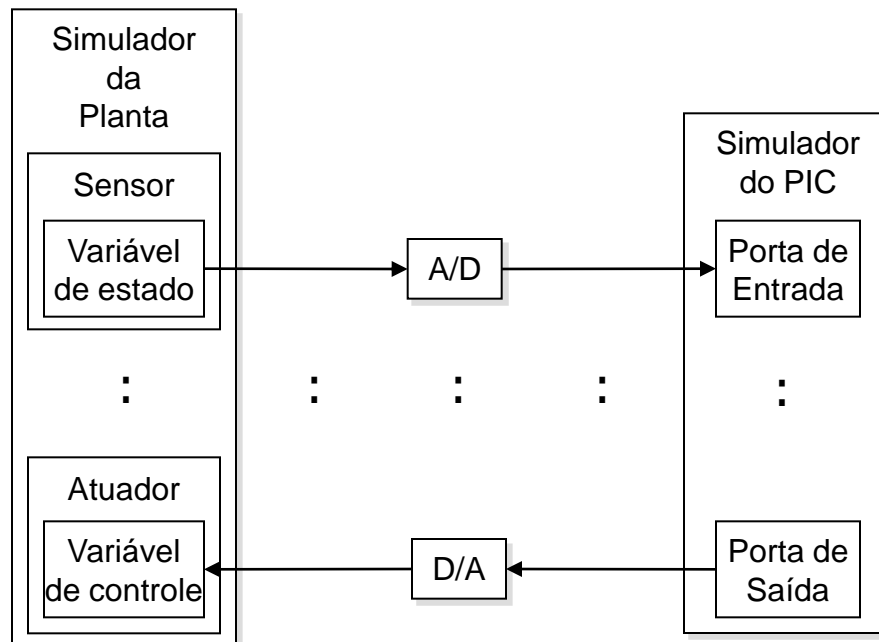 Simulador
da
Planta
Sensor
Variável
de estado
A/D
Simulador
do PIC
Porta de
Entrada
:
:
:
:
:
Atuador
Variável
de controle
D/A
Porta de
Saída